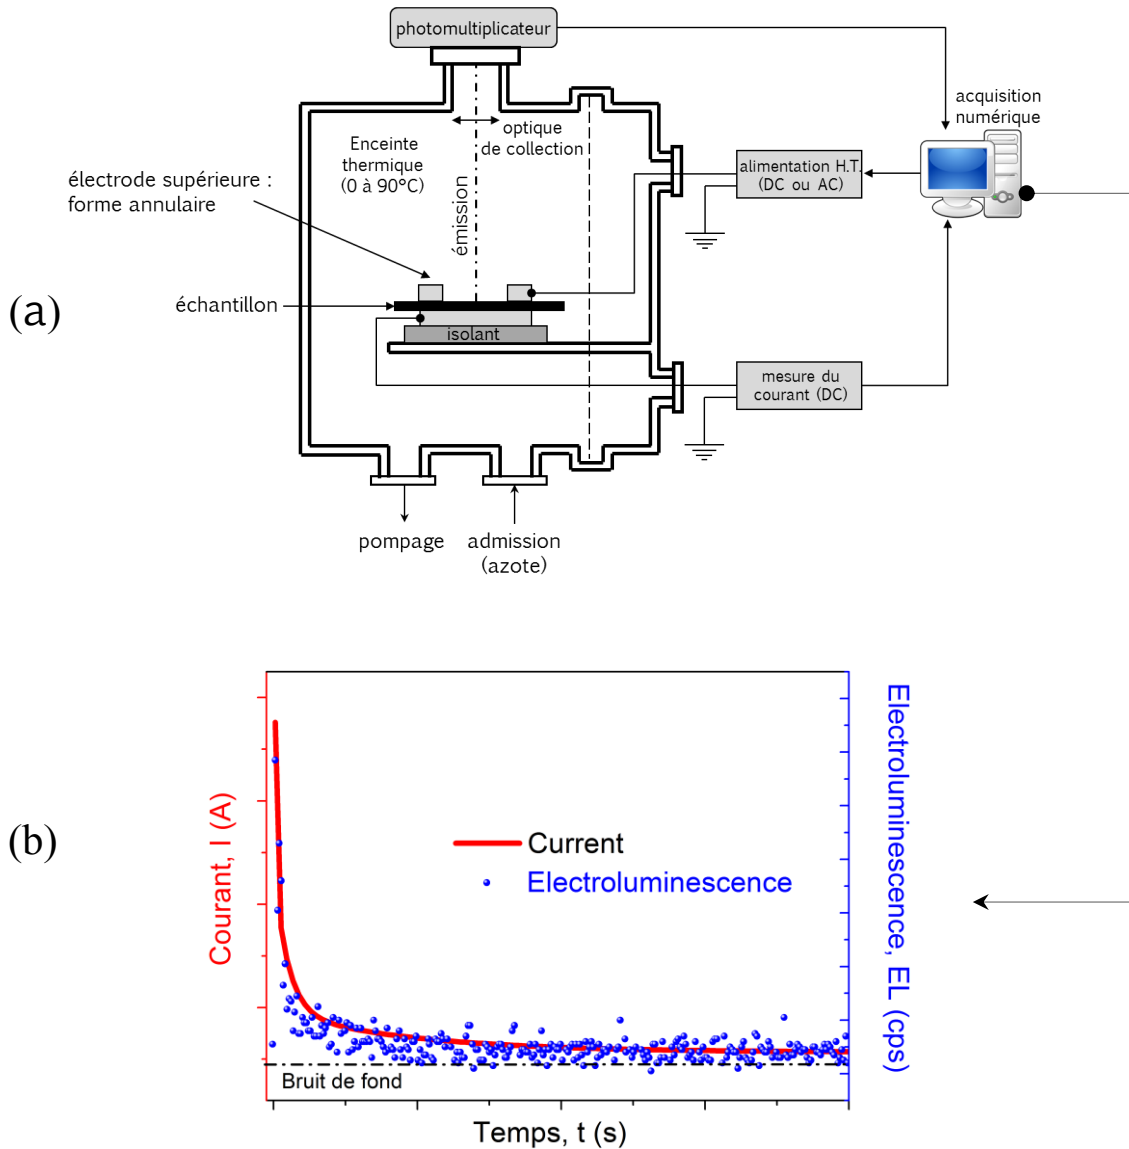 photomultiplicateur
acquisition
numérique
Enceinte
thermique
(0 à 90°C)
optique
de collection
alimentation H.T.
(DC ou AC)
électrode supérieure :
forme annulaire
émission
(a)
échantillon
isolant
mesure du
courant (DC)
pompage
admission
(azote)
(b)
Courant, I (A)
Current
Electroluminescence
Electroluminescence, EL (cps)
Bruit de fond
Temps, t (s)